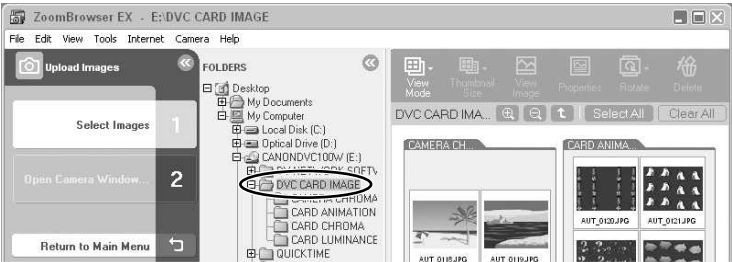 ZoomBrowser EX - E:\DVC CARD IMAGE
File Edit View Tools Internet Camera Help
Upload Images
Select Images 1
Open Camera Window... 2
Return to Main Menu
FOLDERS
Desktop
My Documents
My Computer
Local Disk (C:)
Optical Drive (D:)
CANONDVC100W (E:)
DV NETWORK SOFTV
DVC CARD IMAGE
CAMERA CHROMA
CARD ANIMATION
CARD CHROMA
CARD LUMINANCE
QUICKTIME
View Mode
Thumbnail Size
View Image
Properties
Rotate
Delete
DVC CARD IMA...
Select All
Clear All
CAMERA CH...
CARD ANIMA...
AUT_0118.JPG
AUT_0119.JPG
AUT_0120.JPG
AUT_0121.JPG